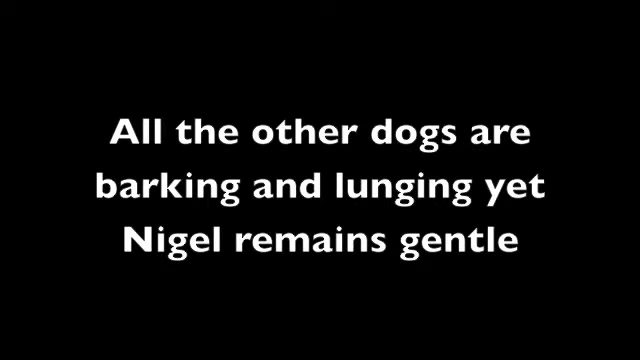 All the other dogs are
barking and lunging yet
Nigel remains gentle